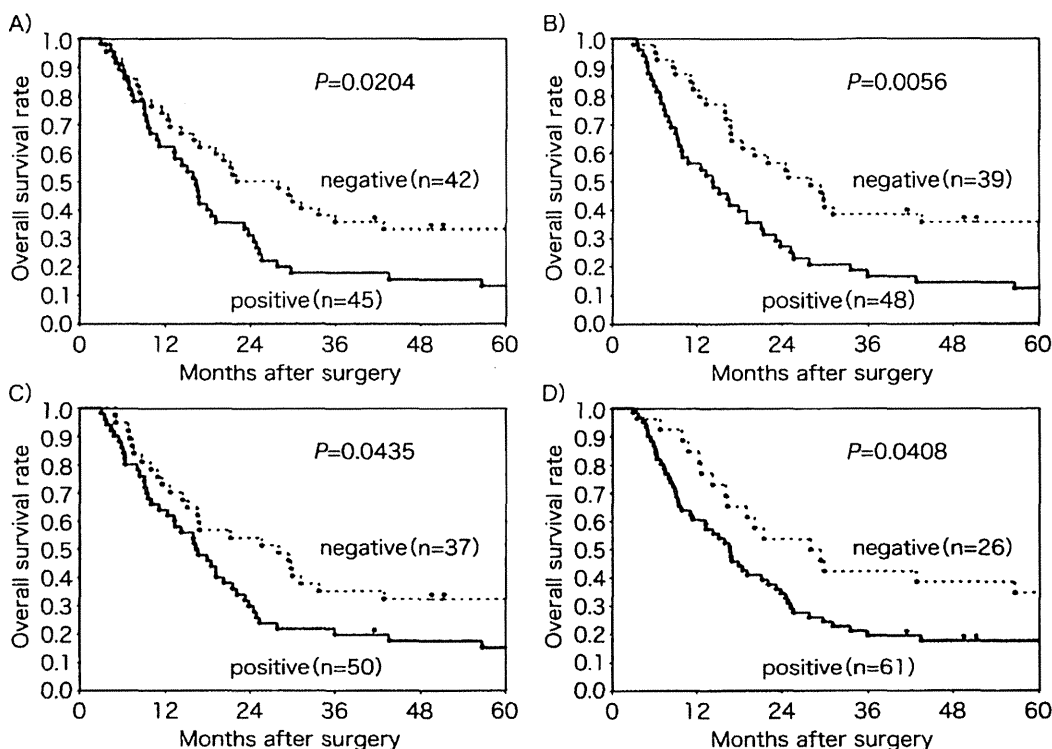 A)
Overall survival rate
1.0
0.9
0.8
0.7
0.6
0.5
0.4
0.3
0.2
0.1
0.0
P=0.0204
negative(n=42)
positive(n=45)
0 12 24 36 48 60
Months after surgery
B)
Overall survival rate
1.0
0.9
0.8
0.7
0.6
0.5
0.4
0.3
0.2
0.1
0.0
P=0.0056
negative(n=39)
positive(n=48)
0 12 24 36 48 60
Months after surgery
C)
Overall survival rate
1.0
0.9
0.8
0.7
0.6
0.5
0.4
0.3
0.2
0.1
0.0
P=0.0435
negative(n=37)
positive(n=50)
0 12 24 36 48 60
Months after surgery
D)
Overall survival rate
1.0
0.9
0.8
0.7
0.6
0.5
0.4
0.3
0.2
0.1
0.0
P=0.0408
negative(n=26)
positive(n=61)
0 12 24 36 48 60
Months after surgery